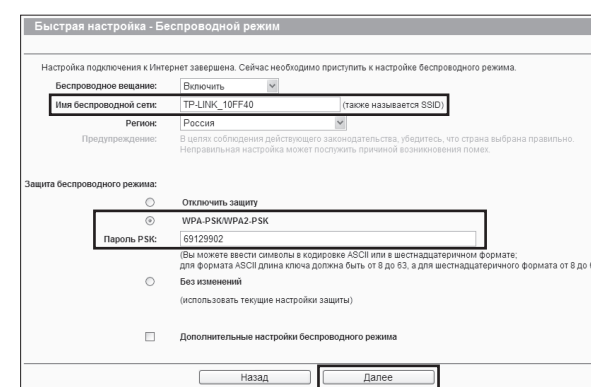 Быстрая настройка - Беспроводной режим
Настройка подключения к Интернет завершена. Сейчас необходимо приступить к настройке беспроводного режима.
Беспроводное вещание: Включить
Имя беспроводной сети: TP-LINK_10FF40 (также называется SSID)
Регион: Россия
Предупреждение: В целях соблюдения действующего законодательства, убедитесь, что страна выбрана правильно.
Неправильная настройка может послужить причиной возникновения помех.
Защита беспроводного режима:
Отключить защиту
WPA-PSK/WPA2-PSK
Пароль PSK: 69129902
(Вы можете ввести символы в кодировке ASCII или в шестнадцатеричном формате;
для формата ASCII длина ключа должна быть от 8 до 63, а для шестнадцатеричного формата от 8 до
Без изменений
(использовать текущие настройки защиты)
Дополнительные настройки беспроводного режима
Назад Далее